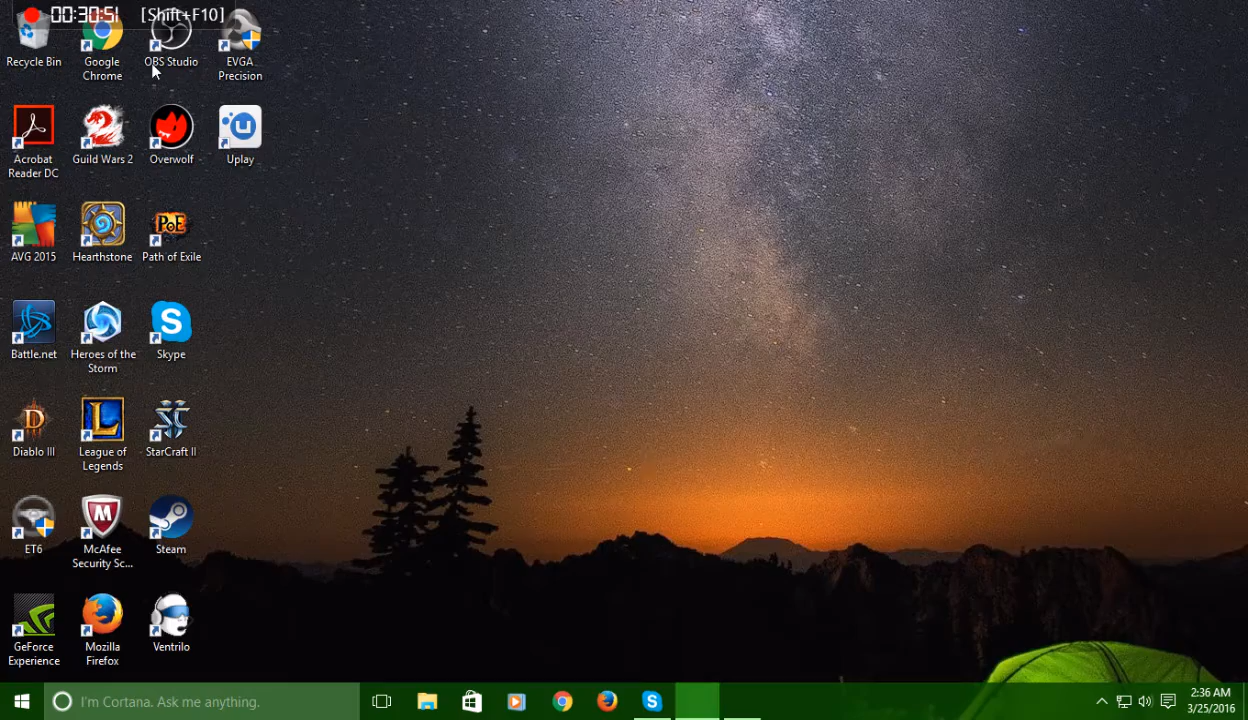 00:30:51 [Shift+F10]
Recycle Bin
Google
Chrome
OBS Studio
EVGA
Precision
Acrobat
Reader DC
Guild Wars 2
Overwolf
Uplay
AVG 2015
Hearthstone
PoE
Path of Exile
Battle.net
Heroes of the
Storm
Skype
Diablo III
League of
Legends
StarCraft II
ET6
McAfee
Security Sc...
Steam
GeForce
Experience
Mozilla
Firefox
Ventrilo
I'm Cortana. Ask me anything.
2:36 AM
3/25/2016